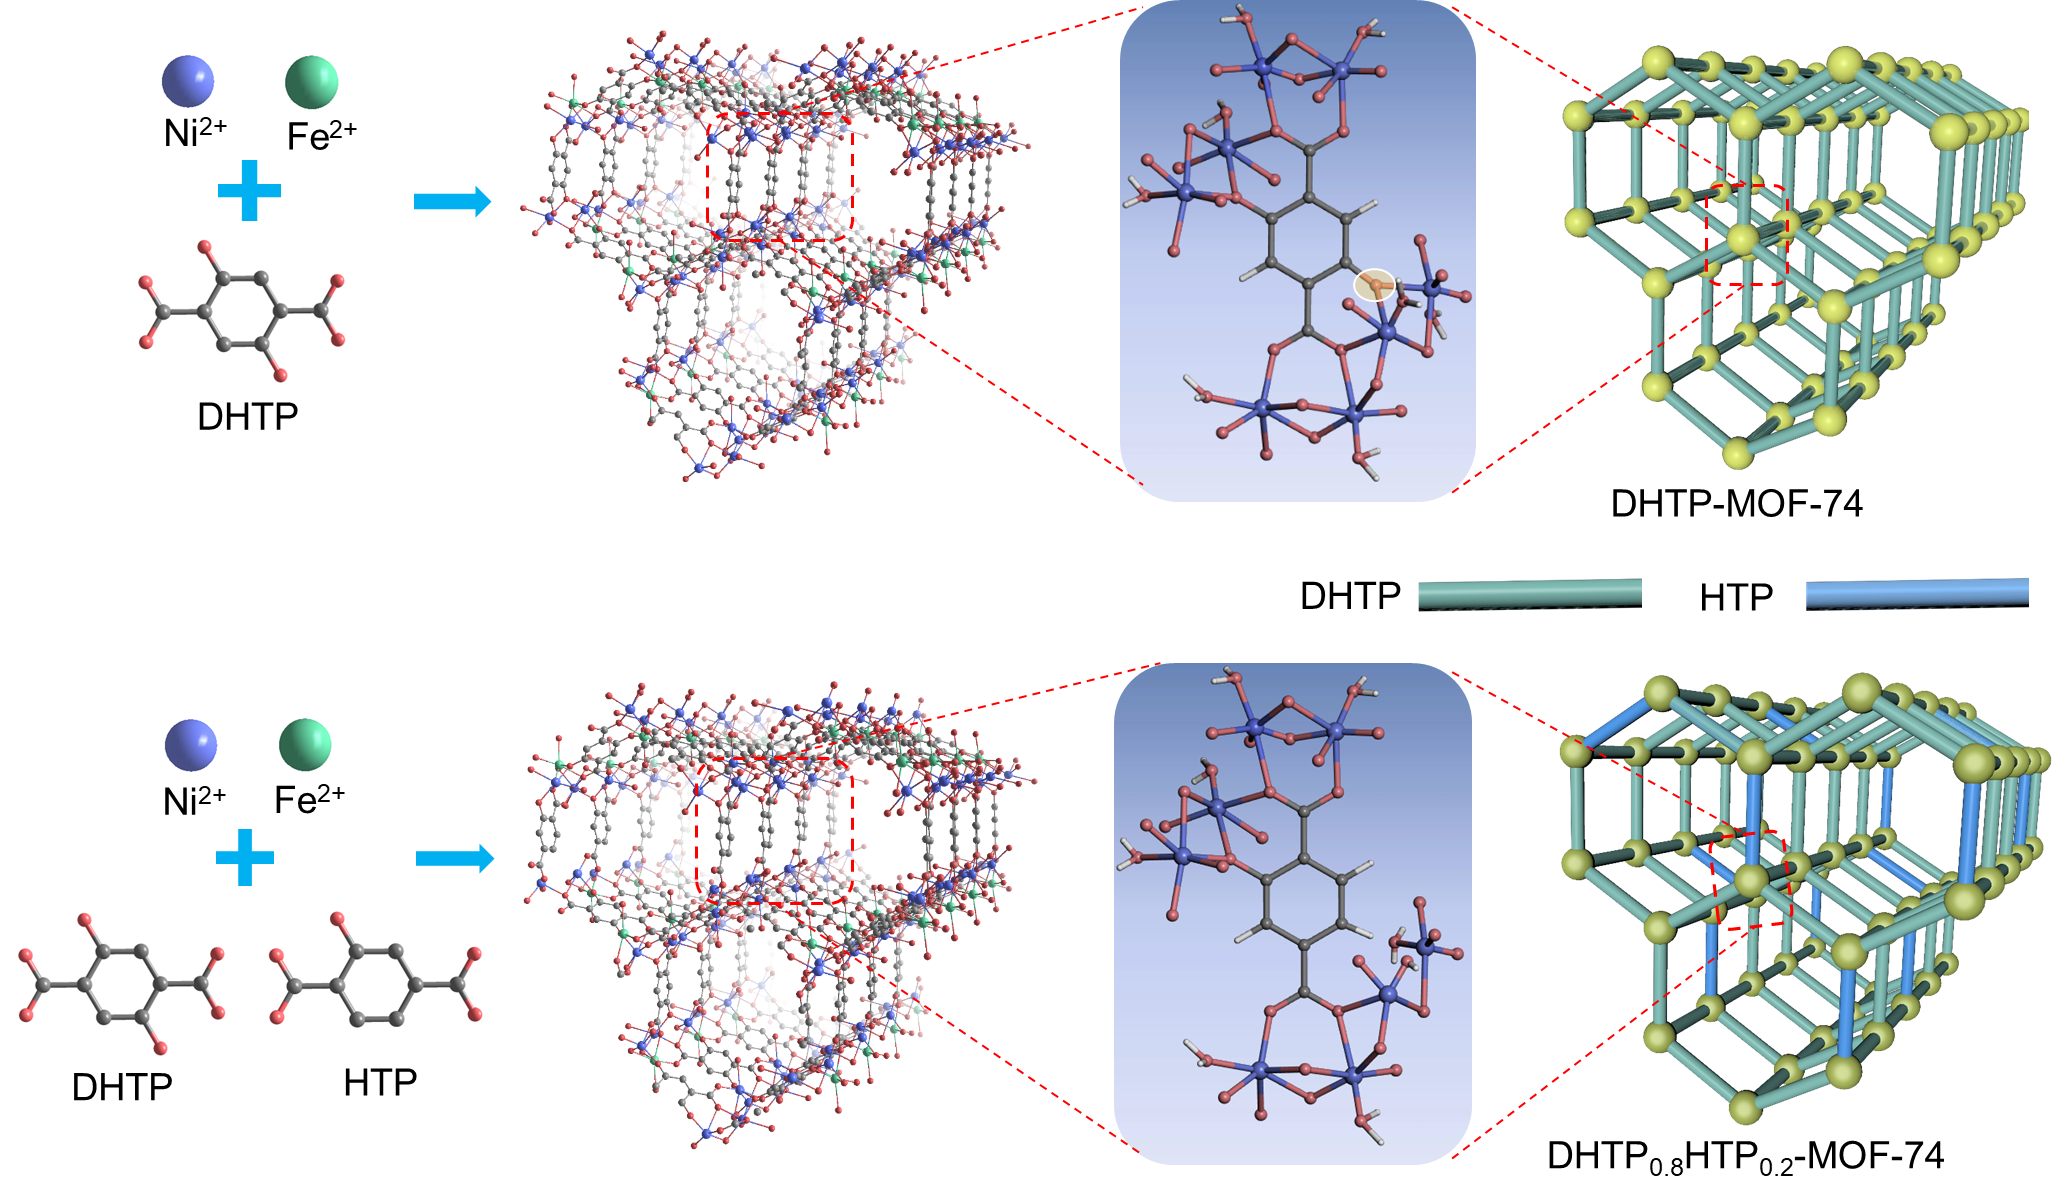 Ni²⁺ Fe²⁺
DHTP
DHTP-MOF-74
DHTP HTP
Ni²⁺ Fe²⁺
DHTP HTP
DHTP₀.₈HTP₀.₂-MOF-74